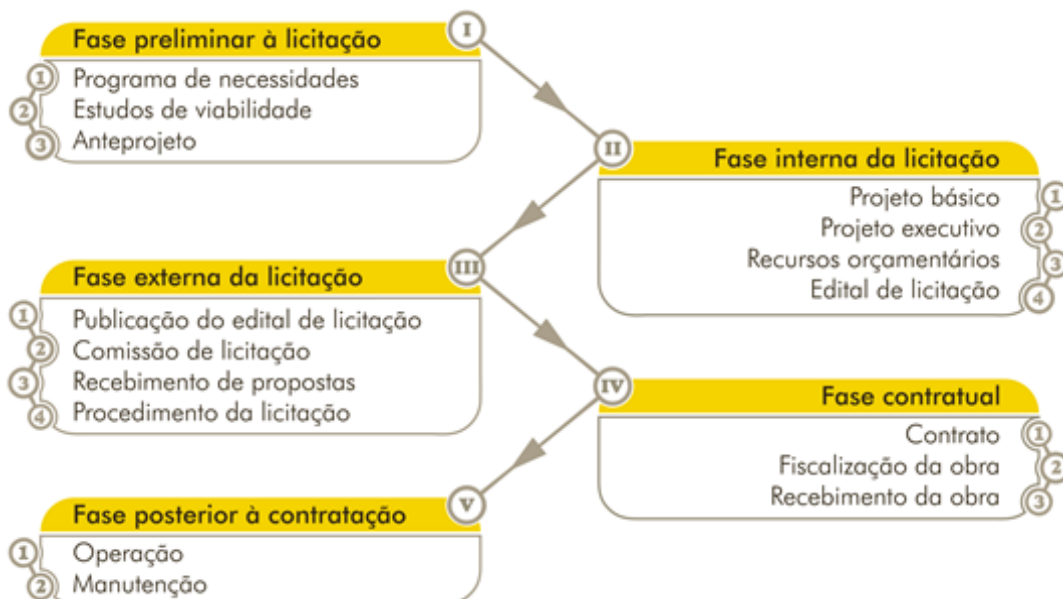 I
Fase preliminar à licitação
1 Programa de necessidades
2 Estudos de viabilidade
3 Anteprojeto
II
Fase interna da licitação
Projeto básico 1
Projeto executivo 2
Recursos orçamentários 3
Edital de licitação 4
III
Fase externa da licitação
1 Publicação do edital de licitação
2 Comissão de licitação
3 Recebimento de propostas
4 Procedimento da licitação
IV
Fase contratual
Contrato 1
Fiscalização da obra 2
Recebimento da obra 3
V
Fase posterior à contratação
1 Operação
2 Manutenção